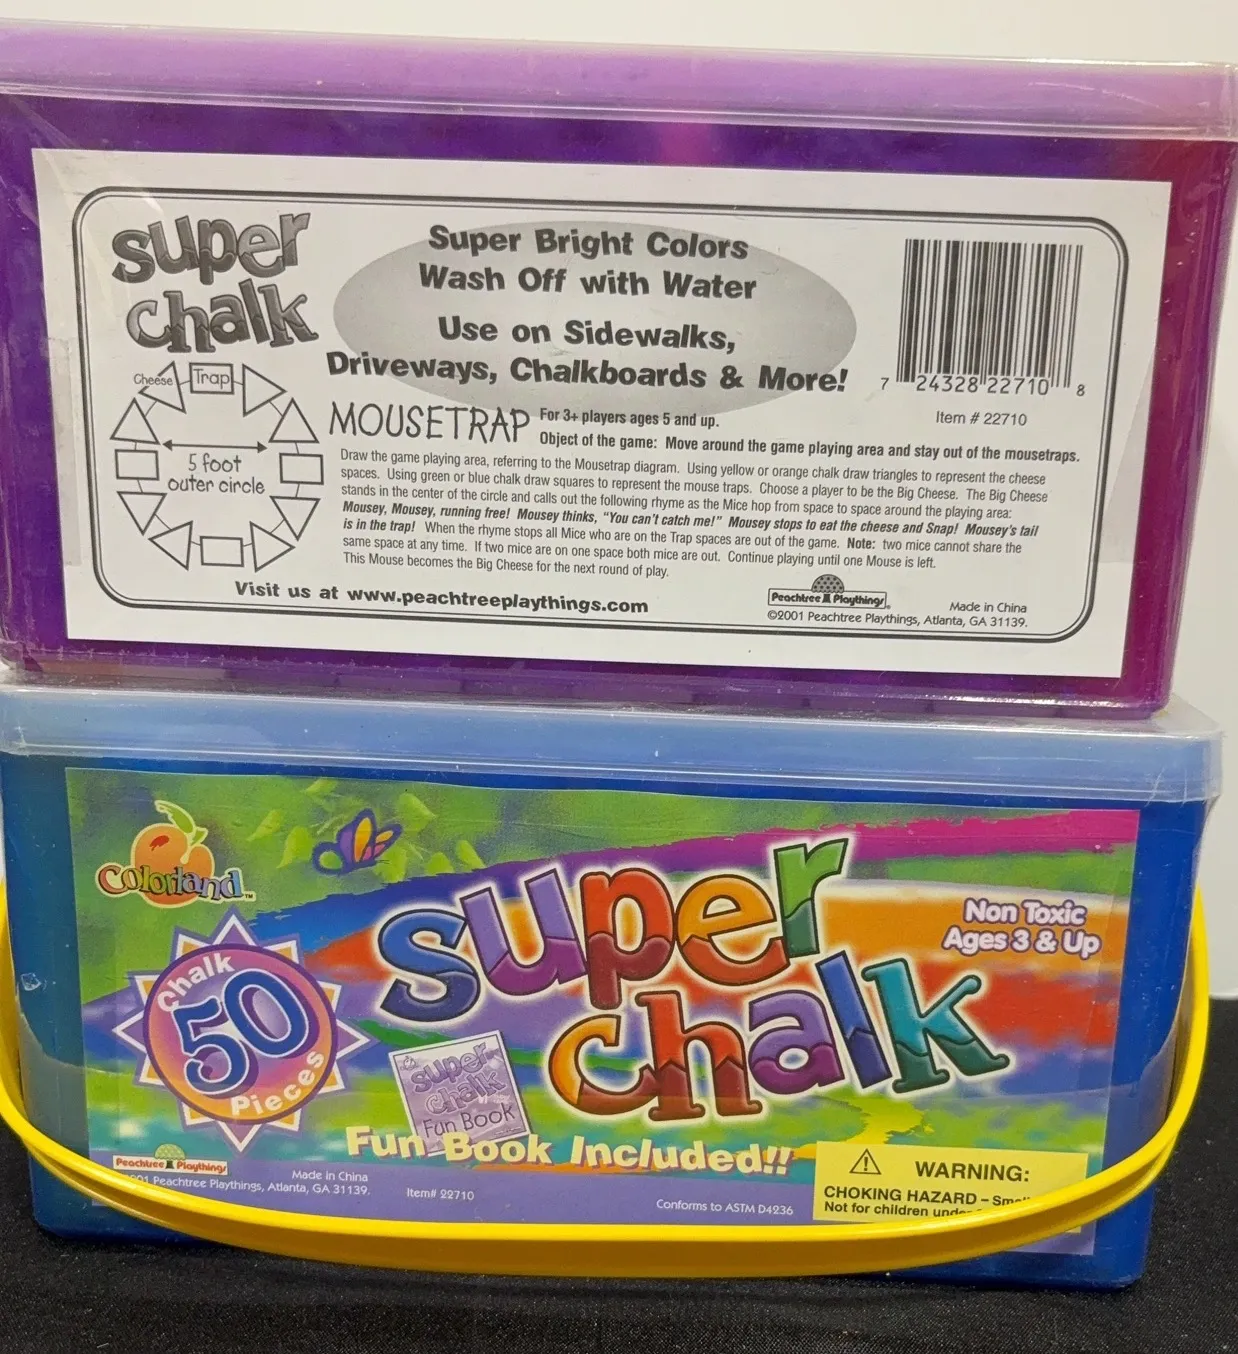 super
chalk
Super Bright Colors
Wash Off with Water
Use on Sidewalks,
Driveways, Chalkboards & More!
7 24328 22710 8
Item # 22710
Cheese
Trap
5 foot
outer circle
MOUSETRAP
For 3+ players ages 5 and up.
Object of the game: Move around the game playing area and stay out of the mousetraps.
Draw the game playing area, referring to the Mousetrap diagram. Using yellow or orange chalk draw triangles to represent the cheese
spaces. Using green or blue chalk draw squares to represent the mouse traps. Choose a player to be the Big Cheese. The Big Cheese
stands in the center of the circle and calls out the following rhyme as the Mice hop from space to space around the playing area:
Mousey, Mousey, running free! Mousey thinks, "You can't catch me!" Mousey stops to eat the cheese and Snap! Mousey's tail
is in the trap! When the rhyme stops all Mice who are on the Trap spaces are out of the game. Note: two mice cannot share the
same space at any time. If two mice are on one space both mice are out. Continue playing until one Mouse is left.
This Mouse becomes the Big Cheese for the next round of play.
Visit us at www.peachtreeplaythings.com
Peachtree Playthings®
Made in China
©2001 Peachtree Playthings, Atlanta, GA 31139.
Colorland™
super
chalk
Non Toxic
Ages 3 & Up
Chalk
50
Pieces
super
chalk
Fun Book
Fun Book Included!!
Peachtree Playthings
Made in China
001 Peachtree Playthings, Atlanta, GA 31139.
Item# 22710
Conforms to ASTM D4236
WARNING:
CHOKING HAZARD –
Not for children